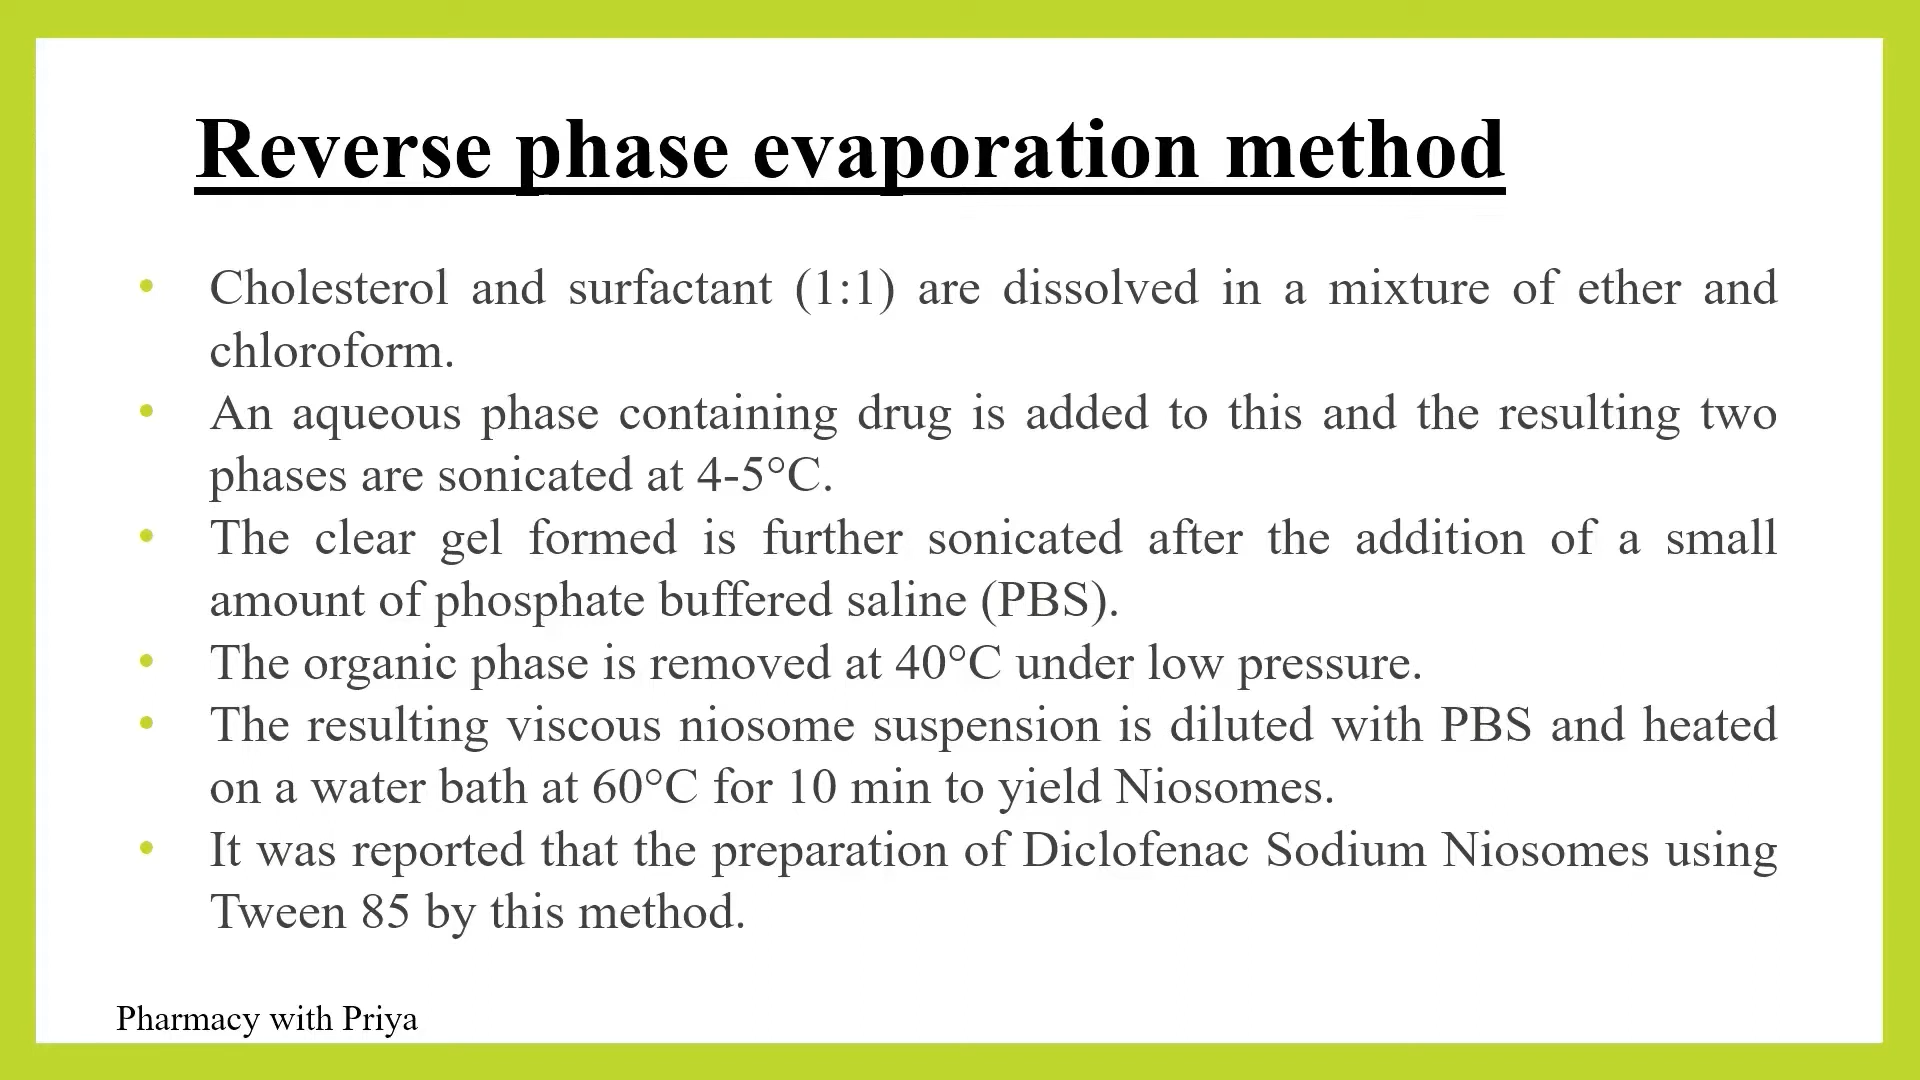 Reverse phase evaporation method
• Cholesterol and surfactant (1:1) are dissolved in a mixture of ether and
chloroform.
• An aqueous phase containing drug is added to this and the resulting two
phases are sonicated at 4-5°C.
• The clear gel formed is further sonicated after the addition of a small
amount of phosphate buffered saline (PBS).
• The organic phase is removed at 40°C under low pressure.
• The resulting viscous niosome suspension is diluted with PBS and heated
on a water bath at 60°C for 10 min to yield Niosomes.
• It was reported that the preparation of Diclofenac Sodium Niosomes using
Tween 85 by this method.
Pharmacy with Priya